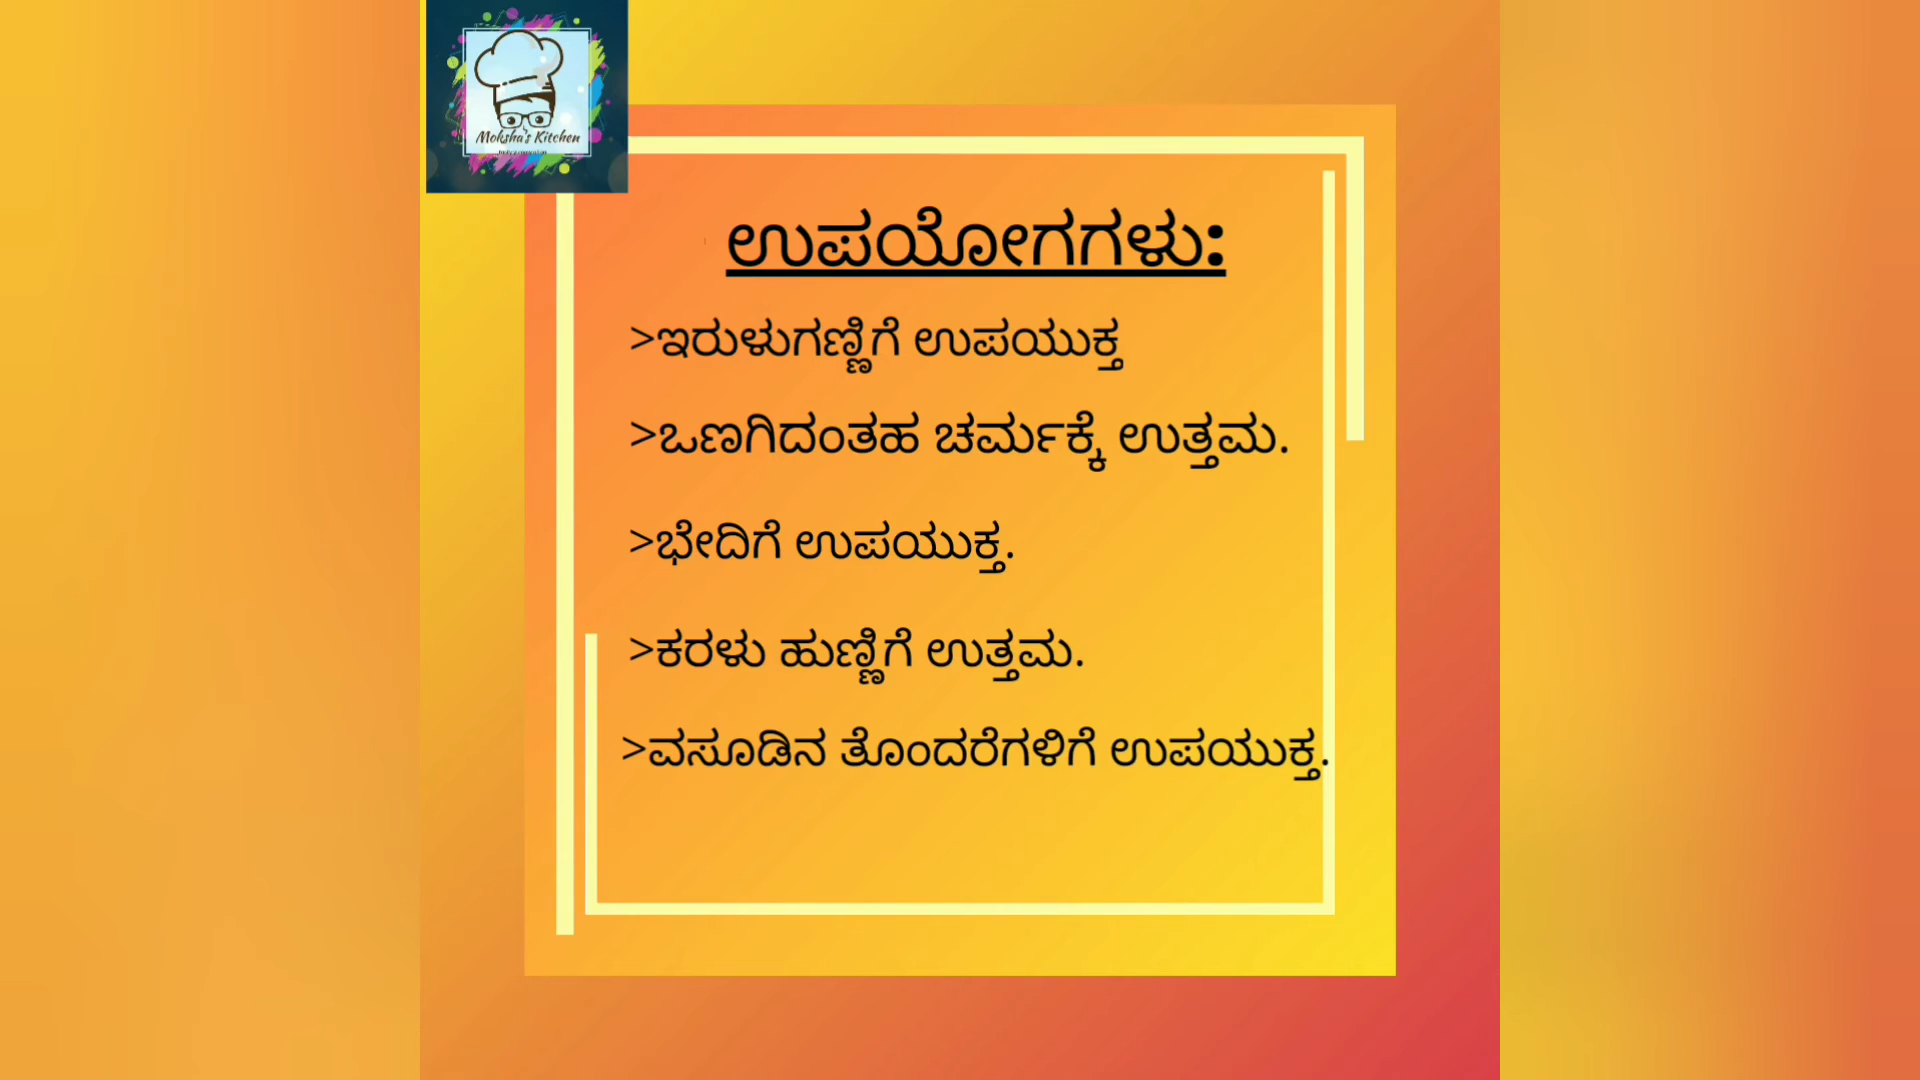 Moksha's Kitchen
ಉಪಯೋಗಗಳು:
>ಇರುಳುಗಣ್ಣಿಗೆ ಉಪಯುಕ್ತ
>ಒಣಗಿದಂತಹ ಚರ್ಮಕ್ಕೆ ಉತ್ತಮ.
>ಭೇದಿಗೆ ಉಪಯುಕ್ತ.
>ಕರಳು ಹುಣ್ಣಿಗೆ ಉತ್ತಮ.
>ವಸೂಡಿನ ತೊಂದರೆಗಳಿಗೆ ಉಪಯುಕ್ತ.